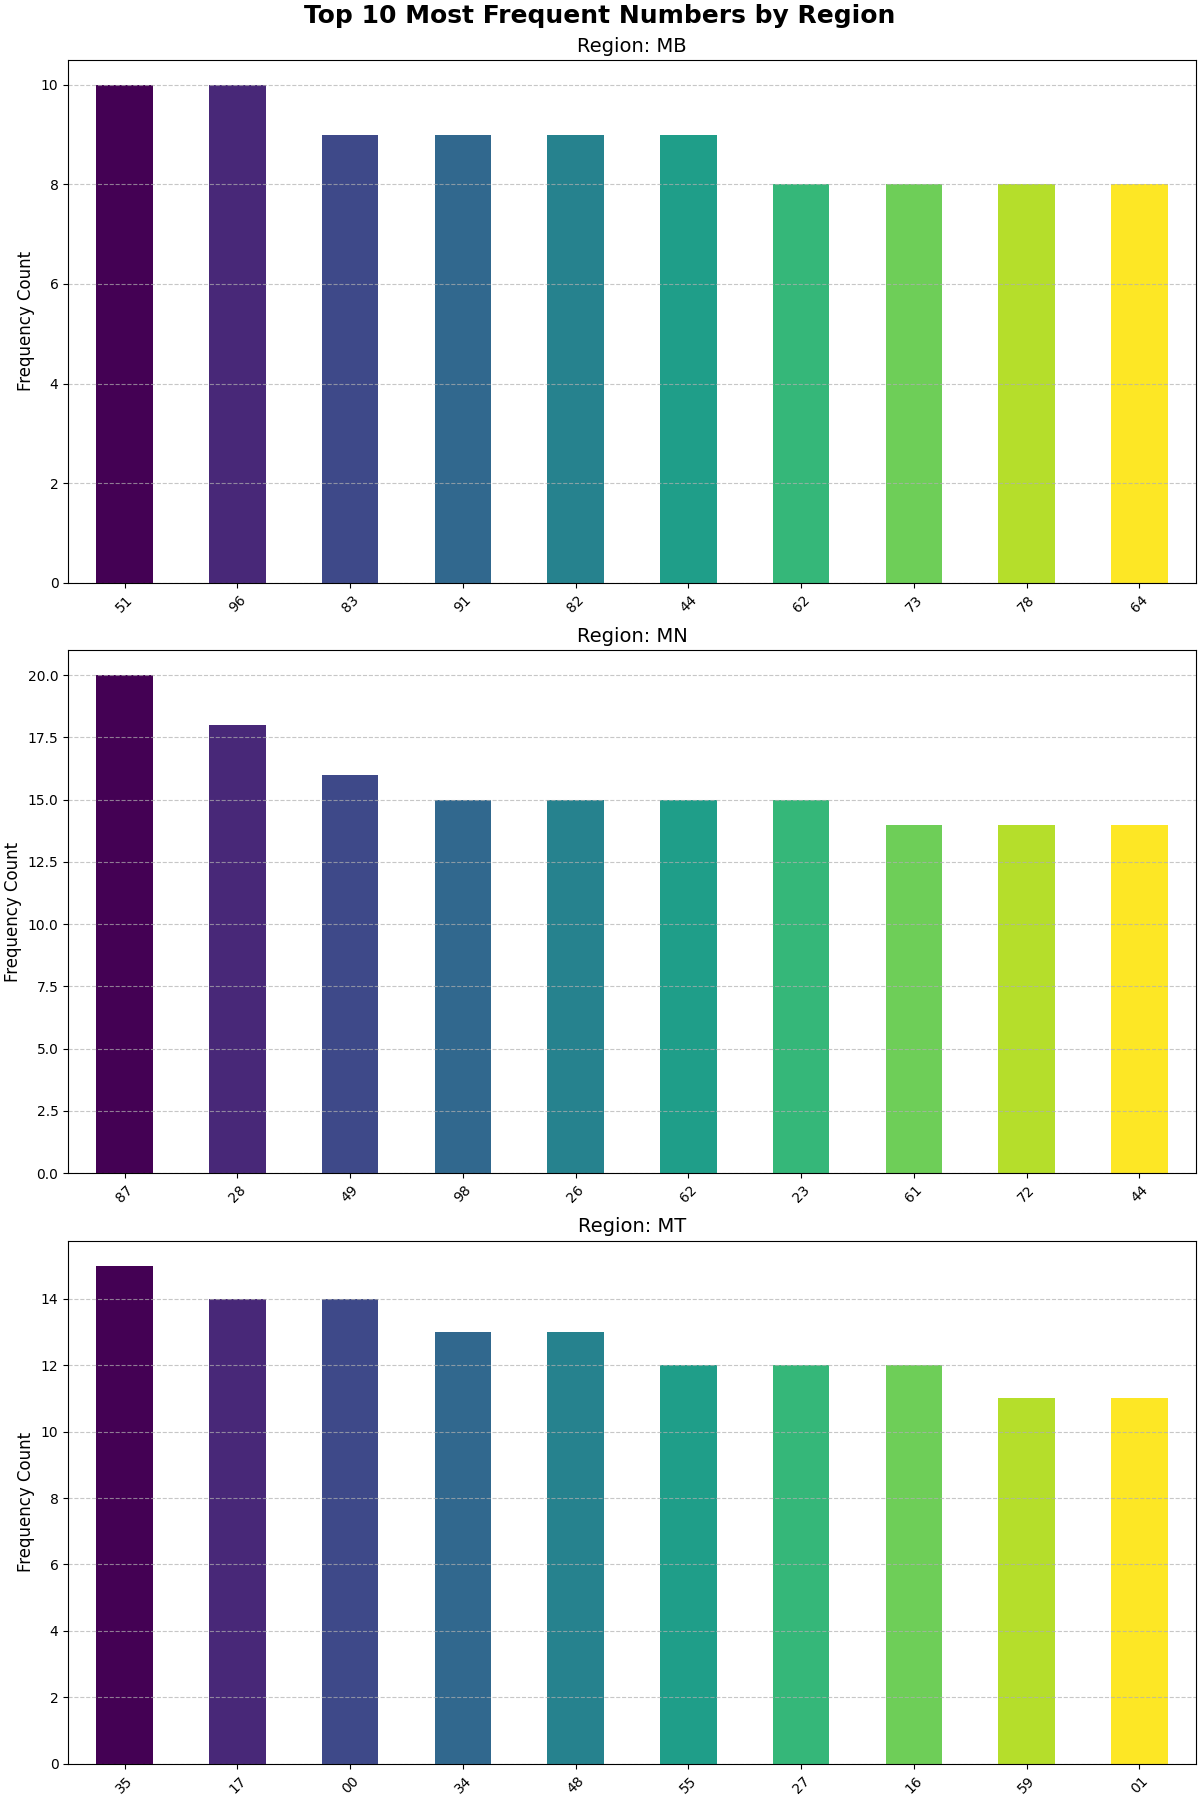 Top 10 Most Frequent Numbers by Region
Region: MB
Frequency Count
10
8
6
4
2
0
51 96 83 91 82 44 62 73 78 64
Region: MN
Frequency Count
20.0
17.5
15.0
12.5
10.0
7.5
5.0
2.5
0.0
87 28 49 98 26 62 23 61 72 44
Region: MT
Frequency Count
14
12
10
8
6
4
2
0
35 17 00 34 48 55 27 16 59 01